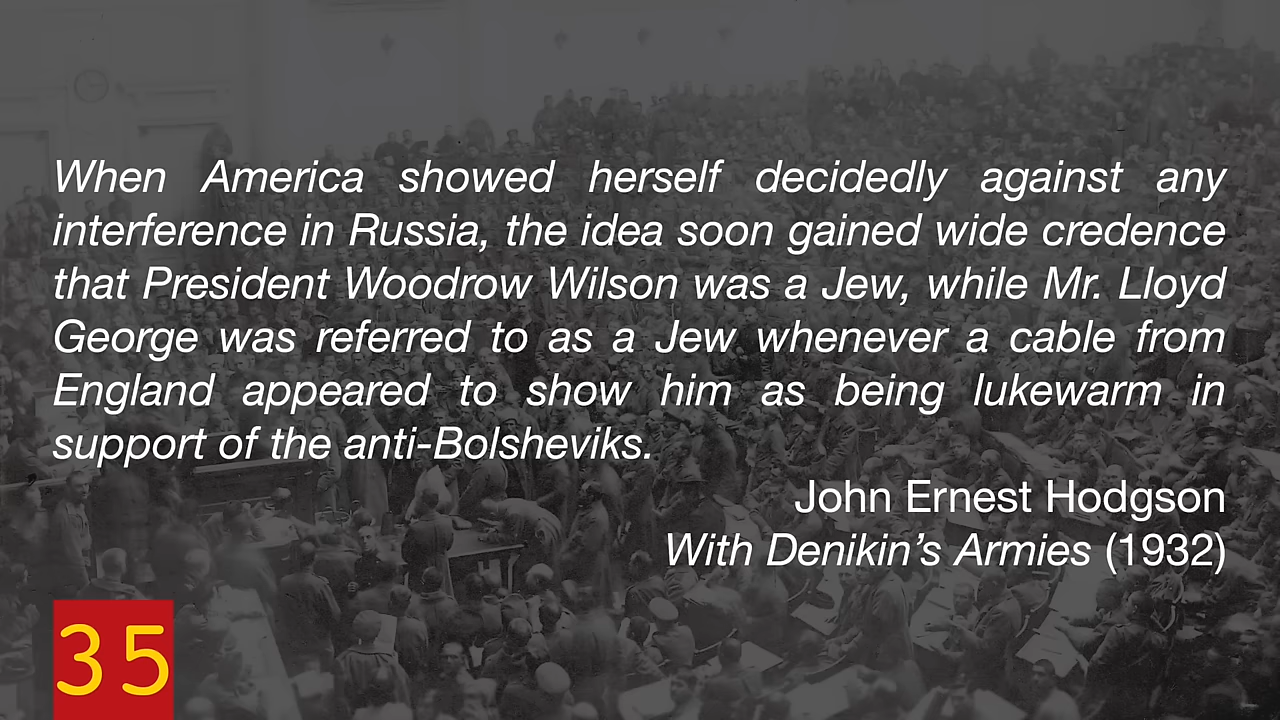 When America showed herself decidedly against any
interference in Russia, the idea soon gained wide credence
that President Woodrow Wilson was a Jew, while Mr. Lloyd
George was referred to as a Jew whenever a cable from
England appeared to show him as being lukewarm in
support of the anti-Bolsheviks.
John Ernest Hodgson
With Denikin’s Armies (1932)
35